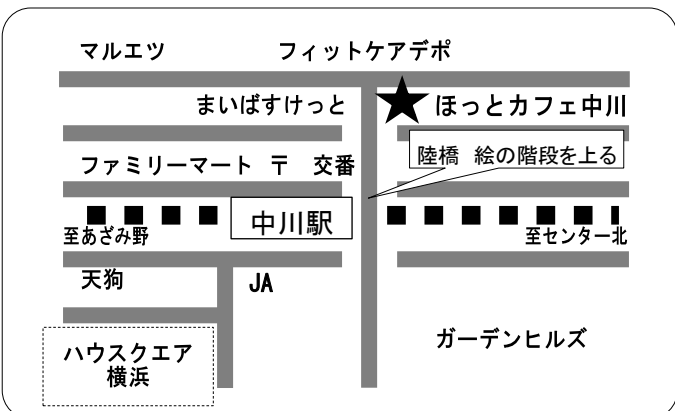 マルエツ
フィットケアデポ
まいばすけっと
★ほっとカフェ中川
ファミリーマート 〒 交番
陸橋 絵の階段を上る
中川駅
至あざみ野
至センター北
天狗
JA
ハウスクエア
横浜
ガーデンヒルズ